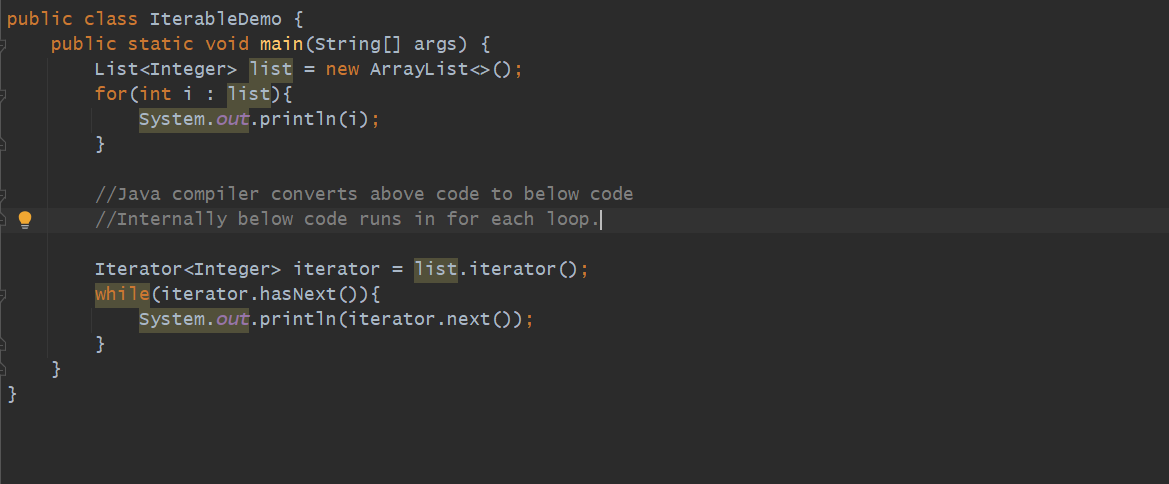 public class IterableDemo {
    public static void main(String[] args) {
        List<Integer> list = new ArrayList<>();
        for(int i : list){
            System.out.println(i);
        }

        //Java compiler converts above code to below code
        //Internally below code runs in for each loop.

        Iterator<Integer> iterator = list.iterator();
        while(iterator.hasNext()){
            System.out.println(iterator.next());
        }
    }
}